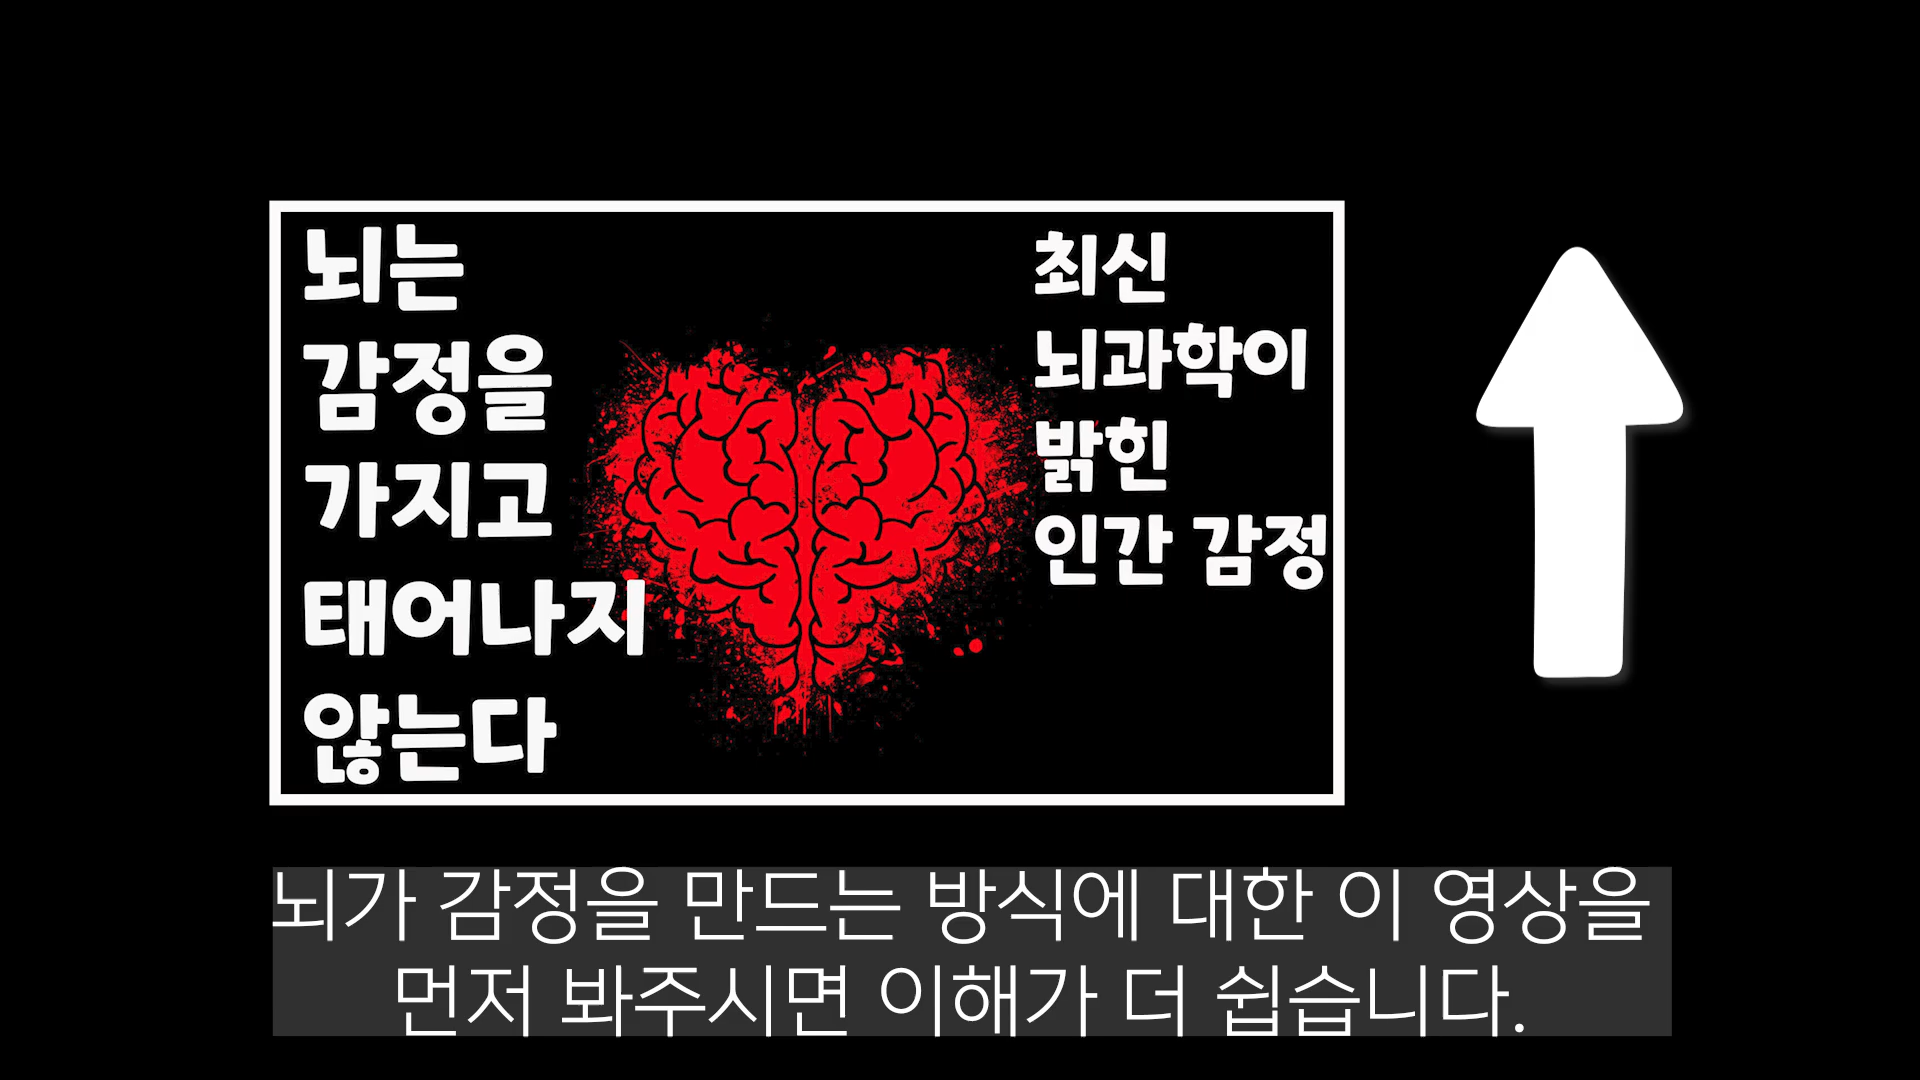 뇌는
감정을
가지고
태어나지
않는다
최신
뇌과학이
밝힌
인간 감정
뇌가 감정을 만드는 방식에 대한 이 영상을
먼저 봐주시면 이해가 더 쉽습니다.